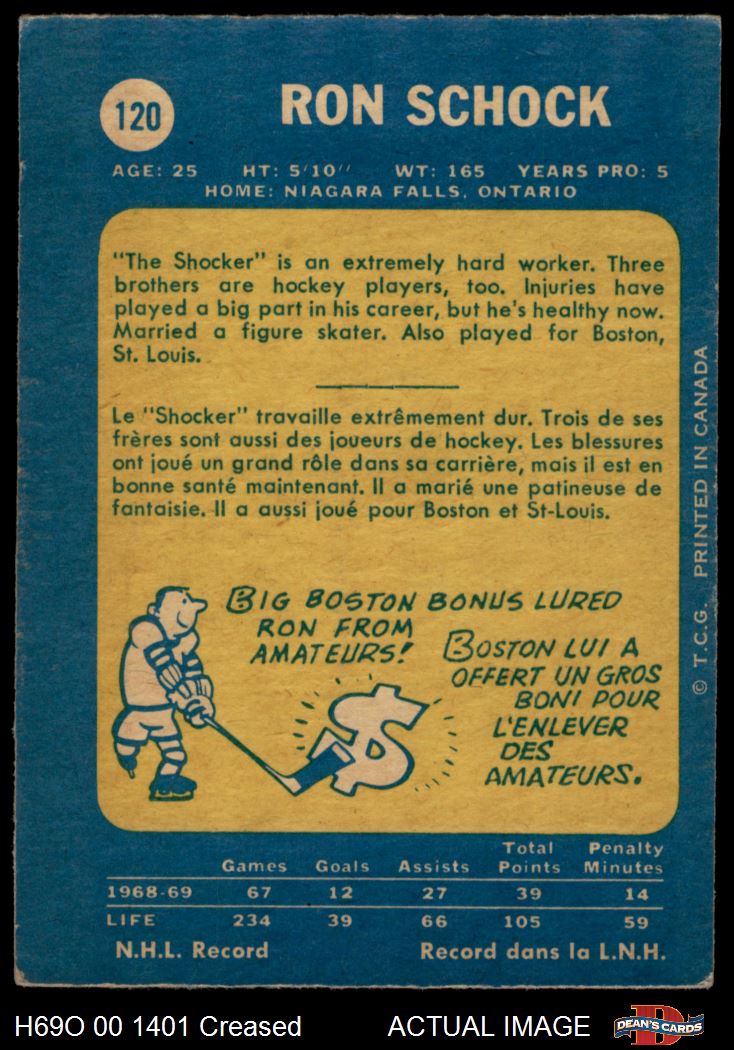 120
RON SCHOCK
AGE: 25 HT: 5'10'' WT: 165 YEARS PRO: 5
HOME: NIAGARA FALLS, ONTARIO
"The Shocker" is an extremely hard worker. Three
brothers are hockey players, too. Injuries have
played a big part in his career, but he's healthy now.
Married a figure skater. Also played for Boston,
St. Louis.
Le "Shocker" travaille extrêmement dur. Trois de ses
frères sont aussi des joueurs de hockey. Les blessures
ont joué un grand rôle dans sa carrière, mais il est en
bonne santé maintenant. Il a marié une patineuse de
fantaisie. Il a aussi joué pour Boston et St-Louis.
BIG BOSTON BONUS LURED
RON FROM
AMATEURS!
BOSTON LUI A
OFFERT UN GROS
BONI POUR
L'ENLEVER
DES
AMATEURS.
$
© T.C.G. PRINTED IN CANADA
Games Goals Assists Total Points Penalty Minutes
1968-69 67 12 27 39 14
LIFE 234 39 66 105 59
N.H.L. Record Record dans la L.N.H.
H69O 00 1401 Creased ACTUAL IMAGE
D
DEAN'S CARDS